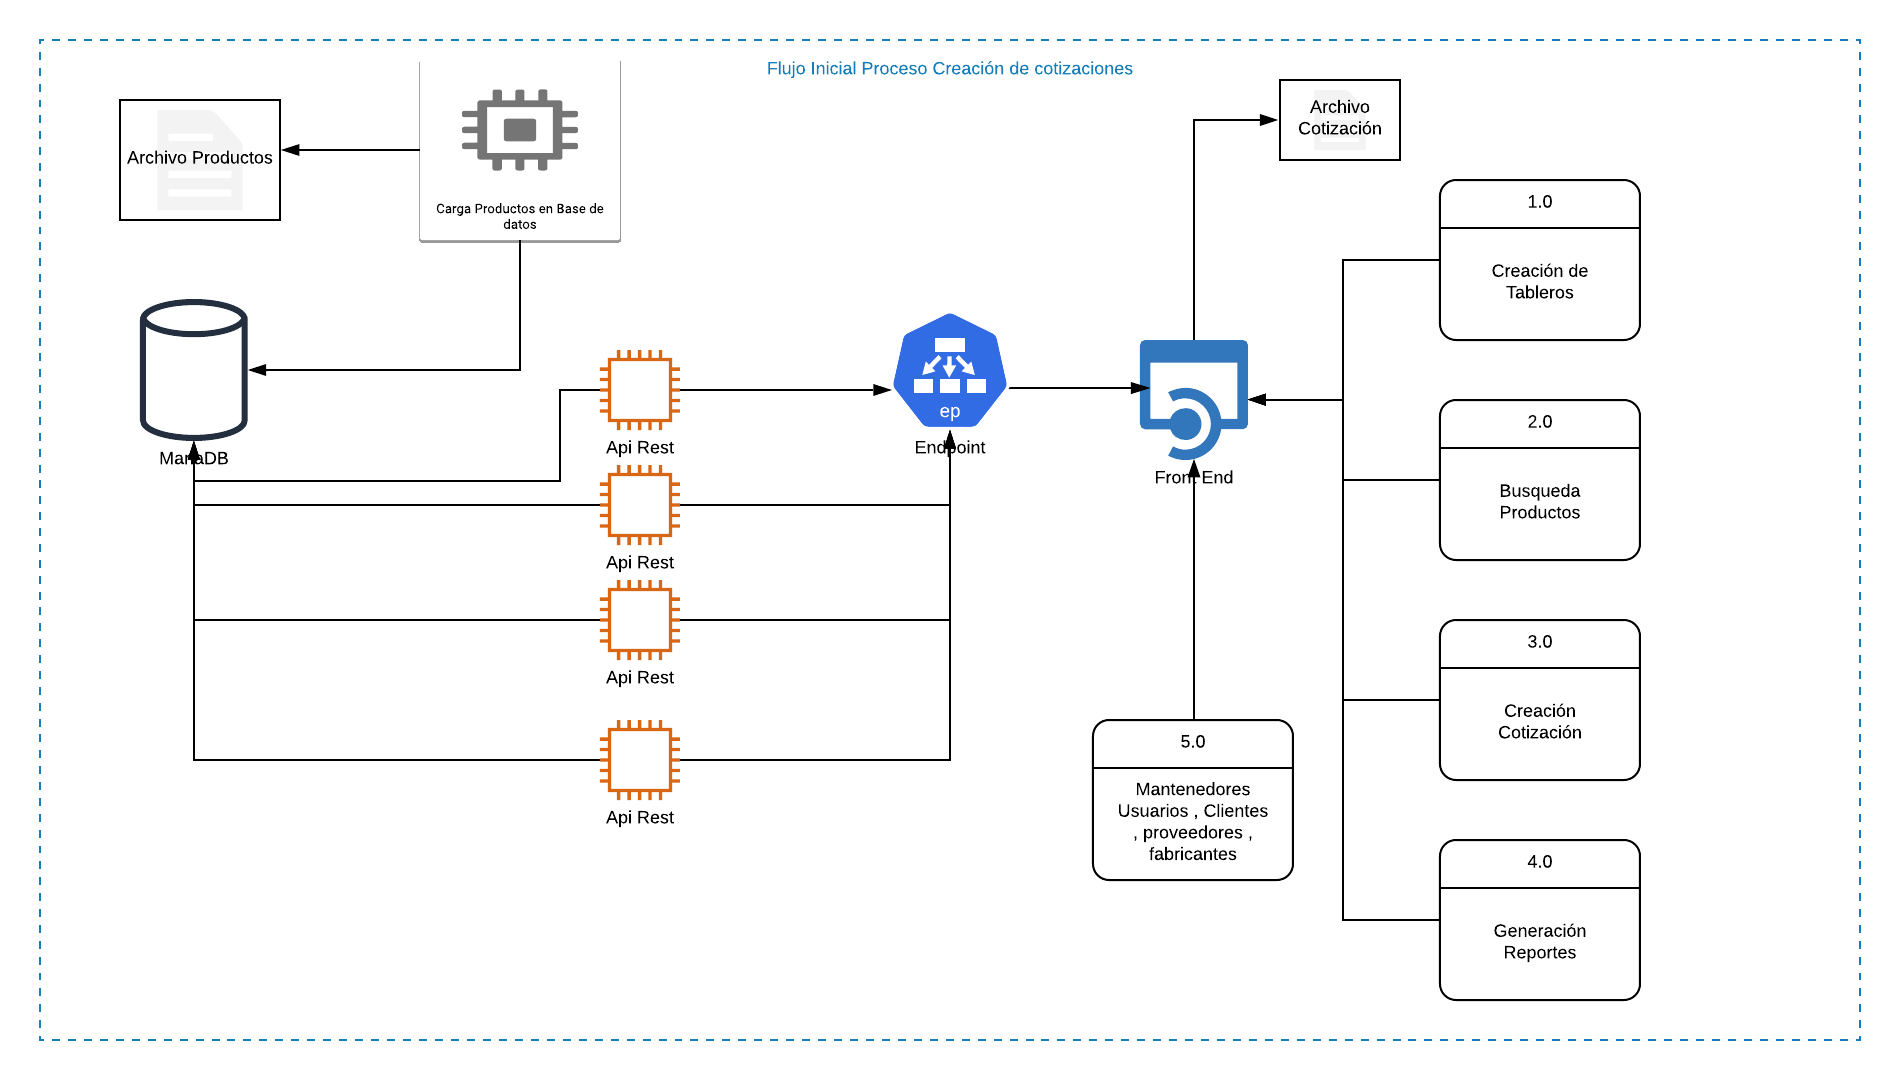 Flujo Inicial Proceso Creación de cotizaciones
Archivo Productos
Carga Productos en Base de
datos
Archivo
Cotización
MariaDB
Api Rest
Api Rest
Api Rest
Api Rest
ep
Endpoint
Front End
1.0
Creación de
Tableros
2.0
Busqueda
Productos
3.0
Creación
Cotización
4.0
Generación
Reportes
5.0
Mantenedores
Usuarios , Clientes
, proveedores ,
fabricantes